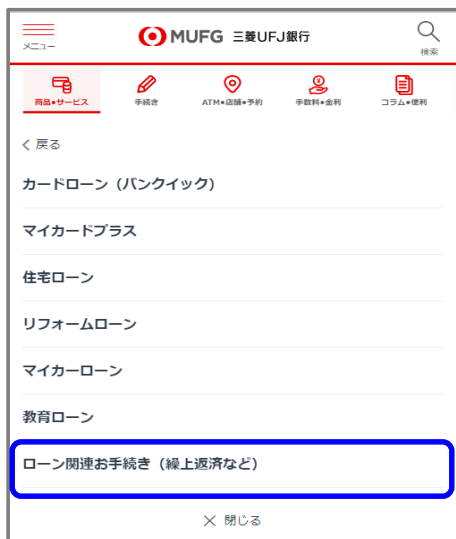 メニュー
MUFG 三菱UFJ銀行
検索
商品•サービス
手続き
ATM•店舗•予約
手数料•金利
コラム•便利
< 戻る
カードローン（バンクイック）
マイカードプラス
住宅ローン
リフォームローン
マイカーローン
教育ローン
ローン関連お手続き（繰上返済など）
× 閉じる